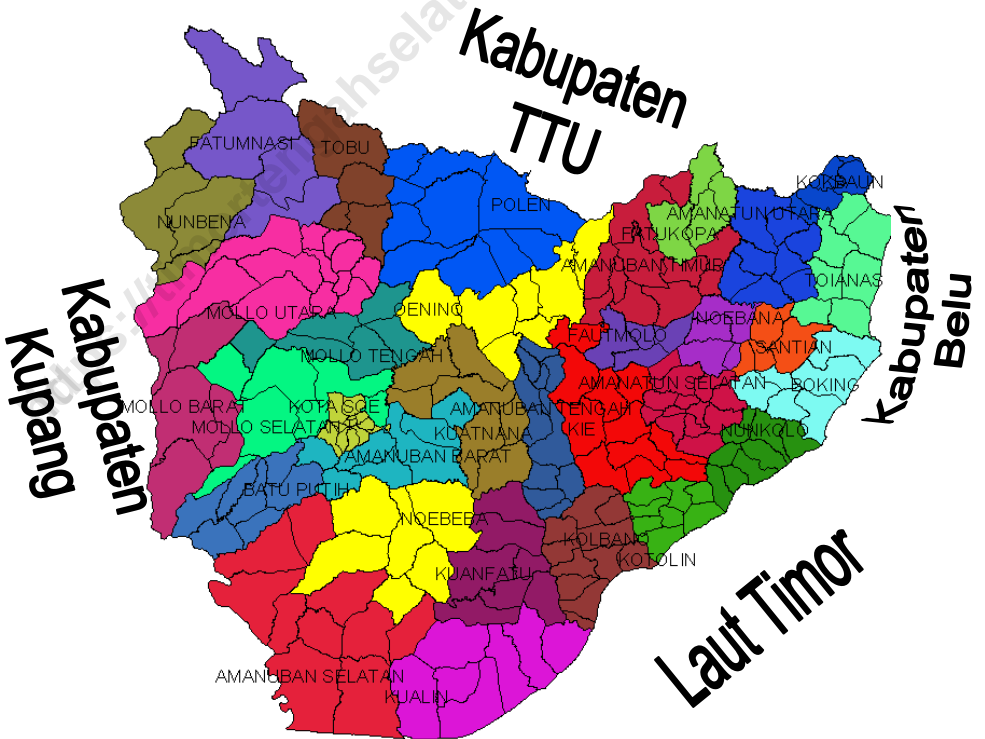 Kabupaten
TTU
FATUMNASI
TOBU
KOKBAUN
POLEN
AMANATUN UTARA
NUNBENA
FATUKOPA
AMANUBAN TIMUR
TOIANAS
Kabupaten
Belu
MOLLO UTARA
OENINO
NOEBANA
FAUTMOLO
SANTIAN
MOLLO TENGAH
Kabupaten
Kupang
AMANATUN SELATAN
BOKING
MOLLO BARAT
KOTA SOE
AMANUBAN TENGAH
MOLLO SELATAN
KUATNANA
KIE
NUNKOLO
AMANUBAN BARAT
BATU PUTIH
NOEBEBA
KOLBANO
KOTOLIN
KUANFATU
Laut Timor
AMANUBAN SELATAN
KUALIN